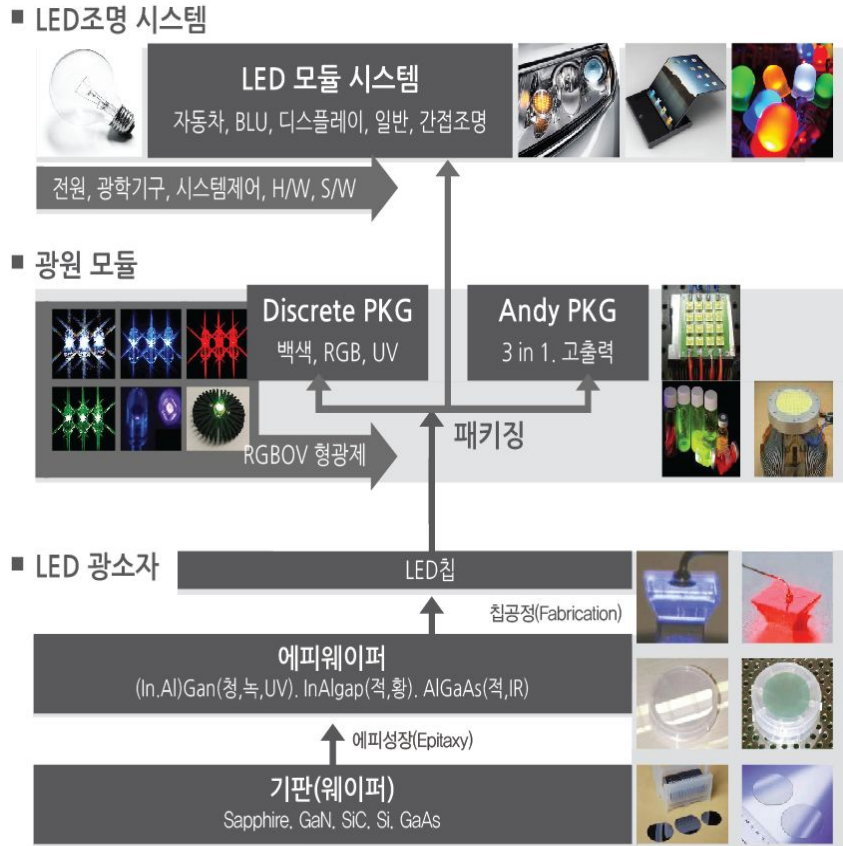 ■ LED조명 시스템
LED 모듈 시스템
자동차, BLU, 디스플레이, 일반, 간접조명
전원, 광학기구, 시스템제어, H/W, S/W
■ 광원 모듈
Discrete PKG
백색, RGB, UV
Andy PKG
3 in 1. 고출력
패키징
RGBOV 형광제
■ LED 광소자
LED칩
칩공정(Fabrication)
에피웨이퍼
(In.Al)Gan(청,녹,UV). InAlgap(적,황). AlGaAs(적,IR)
에피성장(Epitaxy)
기판(웨이퍼)
Sapphire, GaN, SiC, Si, GaAs